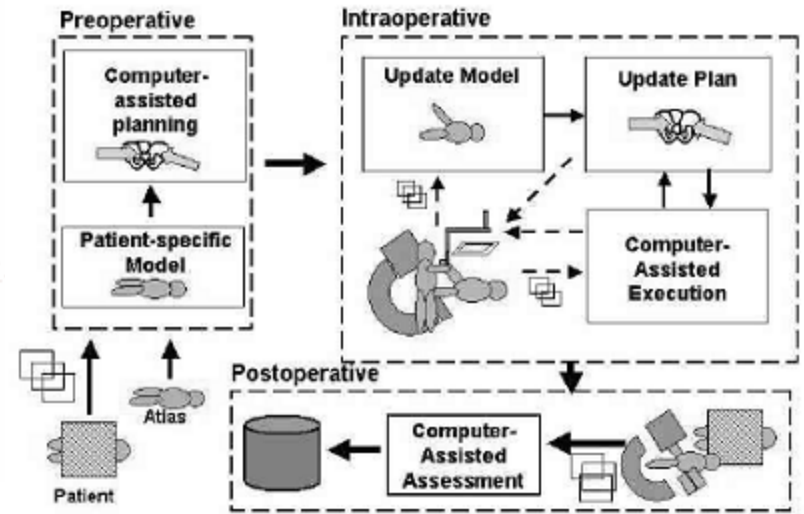 Preoperative
Computer-
assisted
planning
Patient-specific
Model
Atlas
Patient
Intraoperative
Update Model
Update Plan
Computer-
Assisted
Execution
Postoperative
Computer-
Assisted
Assessment